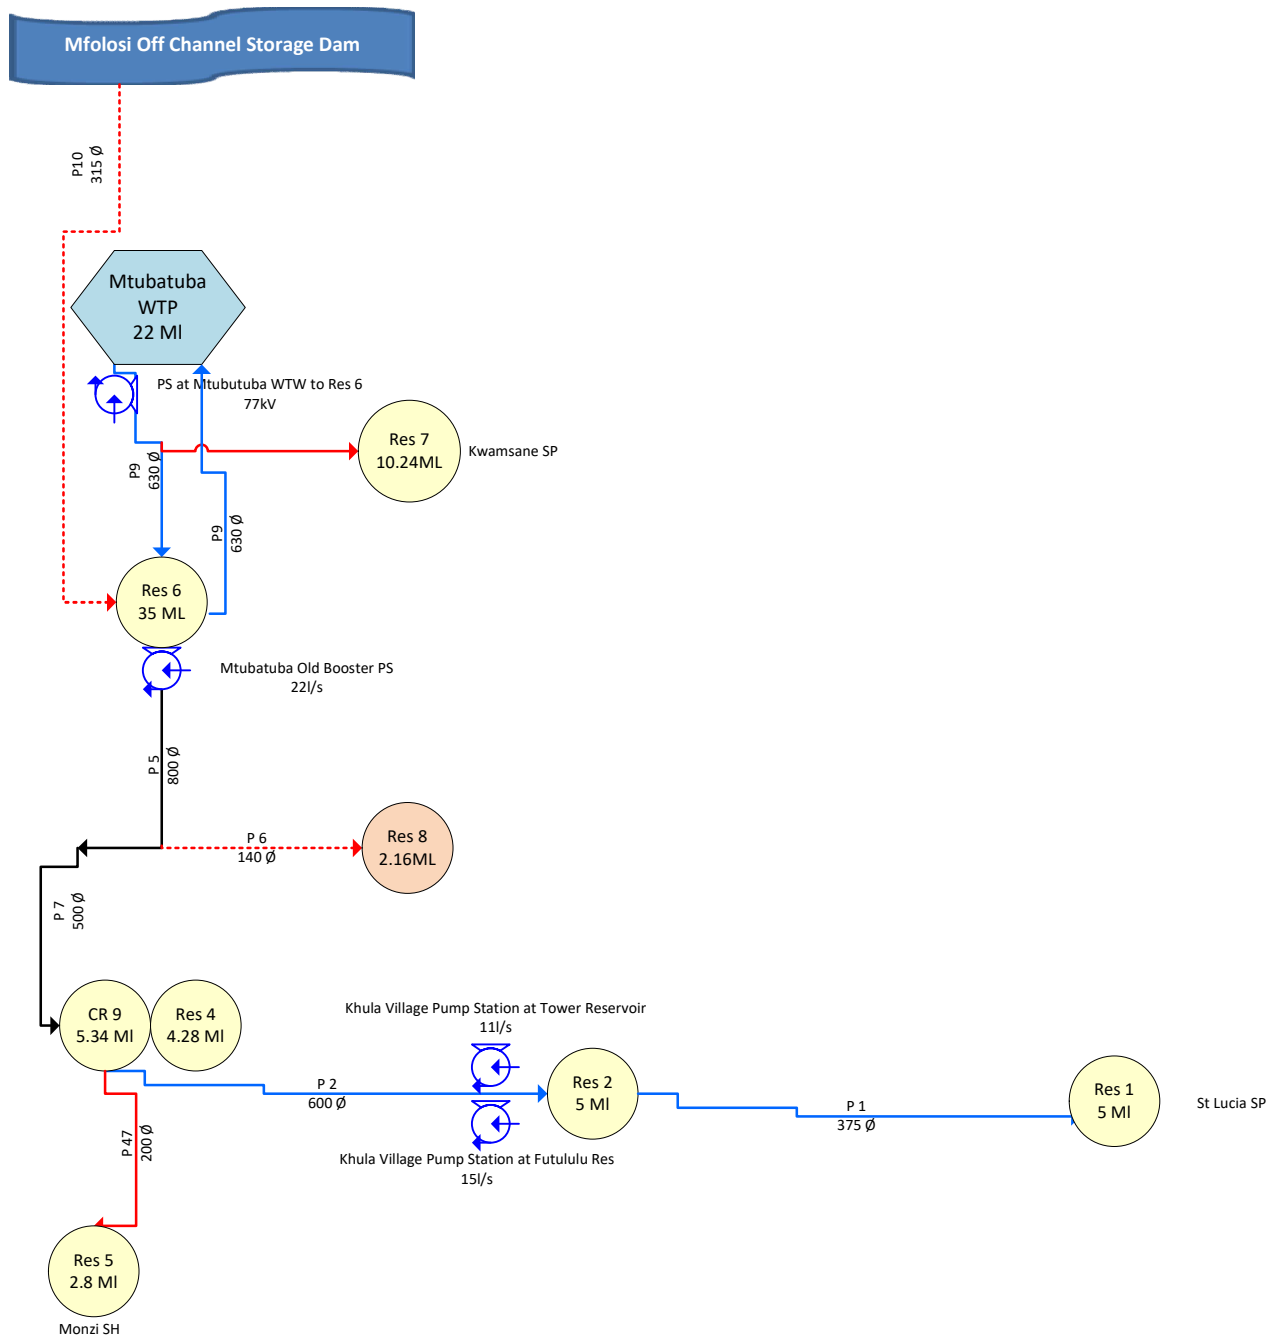 Mfolosi Off Channel Storage Dam
P10
315 Ø
Mtubatuba
WTP
22 Ml
PS at Mtubutuba WTW to Res 6
77kV
Res 7
10.24ML
Kwamsane SP
P9
630 Ø
P9
630 Ø
Res 6
35 ML
Mtubatuba Old Booster PS
22l/s
P 5
800 Ø
P 6
140 Ø
Res 8
2.16ML
P 7
500 Ø
CR 9
5.34 Ml
Res 4
4.28 Ml
Khula Village Pump Station at Tower Reservoir
11l/s
P 2
600 Ø
Res 2
5 Ml
P 1
375 Ø
Res 1
5 Ml
St Lucia SP
Khula Village Pump Station at Futululu Res
15l/s
P 47
200 Ø
Res 5
2.8 Ml
Monzi SH